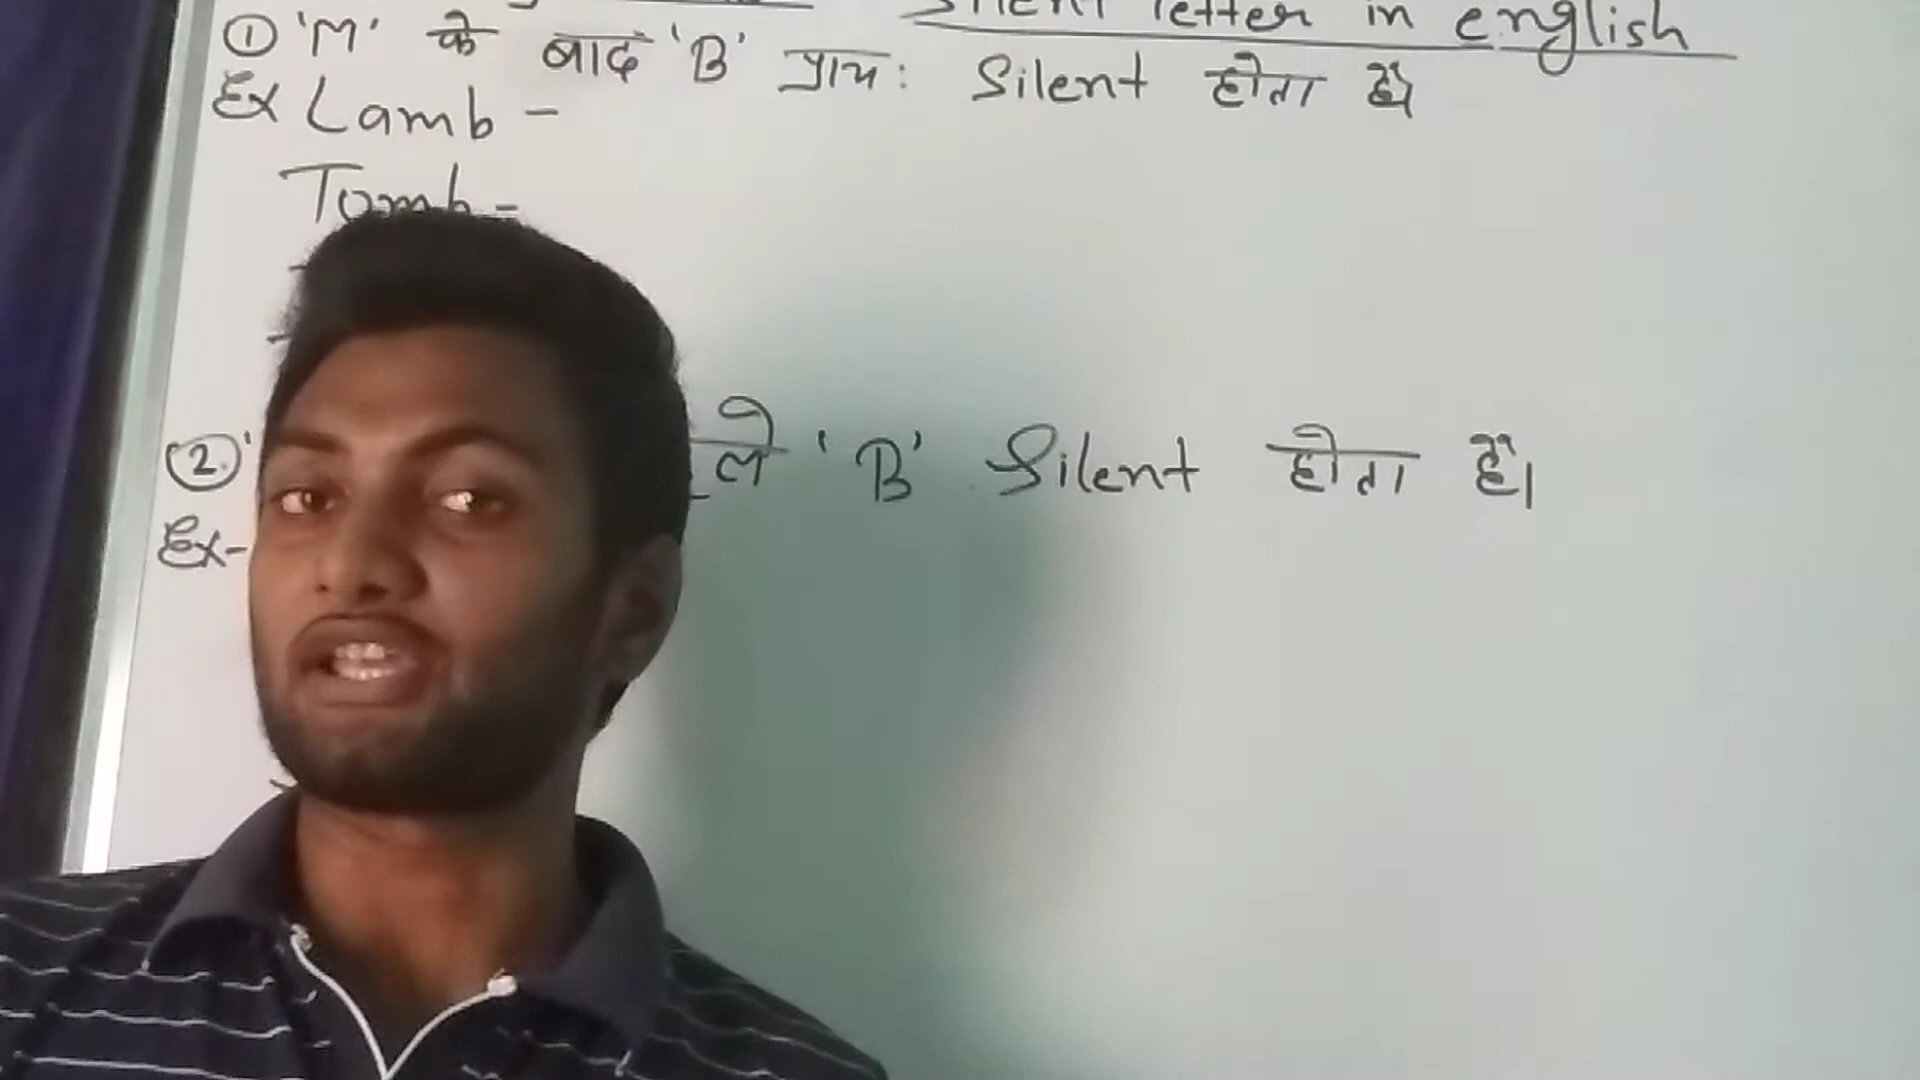 Silent letter in english
① 'M' के बाद 'B' प्राय: Silent होता है।
Ex Lamb -
Tomb -
②' ले 'B' Silent होता है।
Ex-